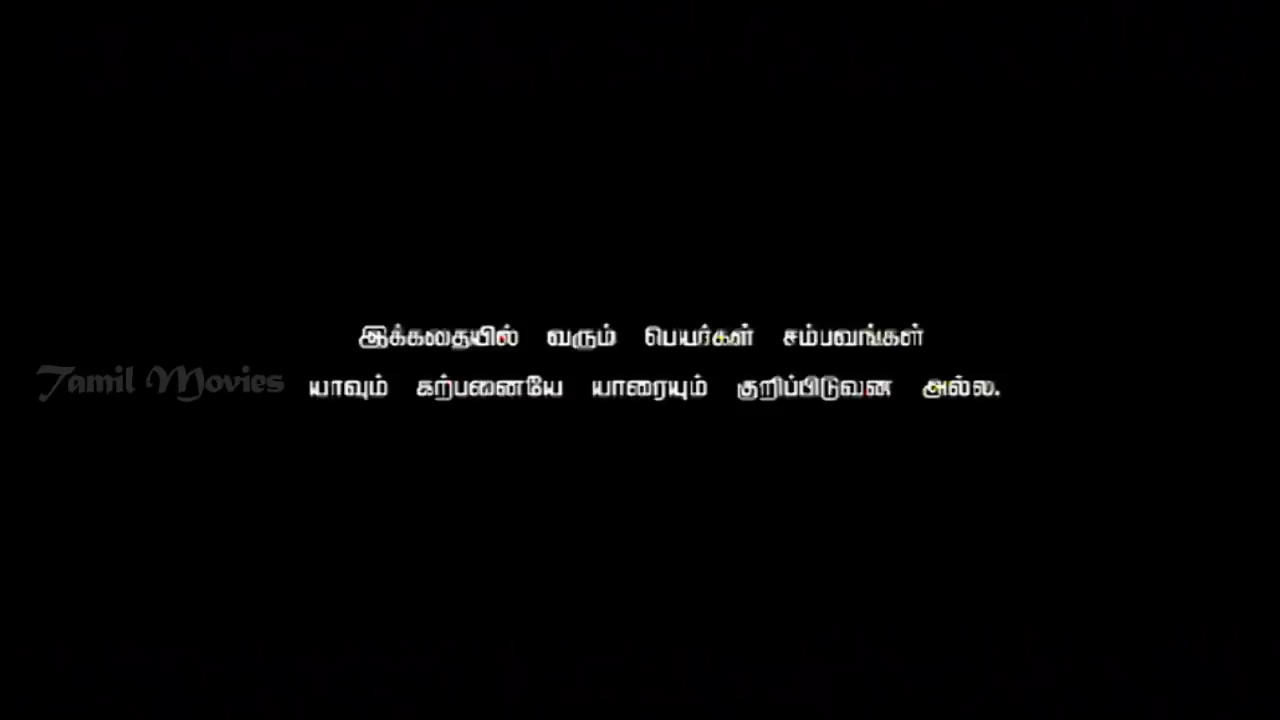 இக்கதையில் வரும் பெயர்கள் சம்பவங்கள்
Tamil Movies
யாவும் கற்பனையே யாரையும் குறிப்பிடுவன அல்ல.